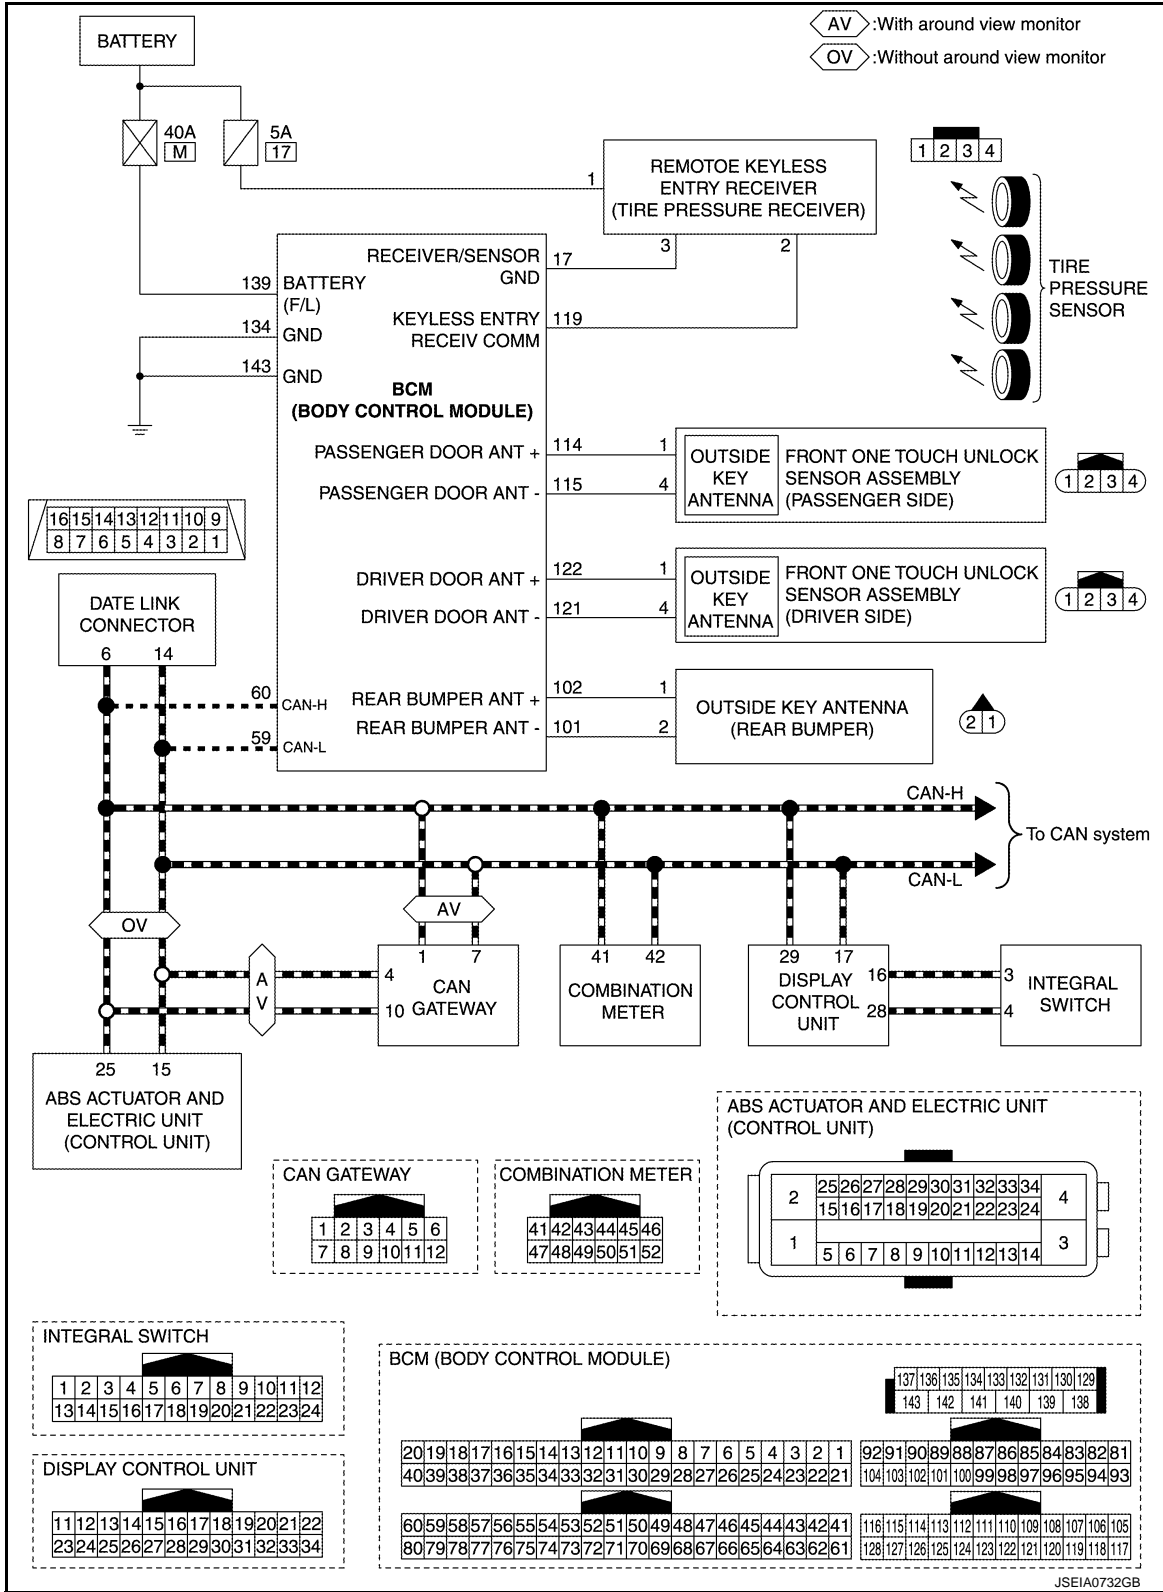 BATTERY
AV :With around view monitor
OV :Without around view monitor
40A
M
5A
17
1
REMOTOE KEYLESS
ENTRY RECEIVER
(TIRE PRESSURE RECEIVER)
3 2
1 2 3 4
TIRE
PRESSURE
SENSOR
139 BATTERY
(F/L)
134 GND
143 GND
RECEIVER/SENSOR
GND
17
KEYLESS ENTRY
RECEIV COMM
119
BCM
(BODY CONTROL MODULE)
PASSENGER DOOR ANT + 114 1
PASSENGER DOOR ANT - 115 4
OUTSIDE
KEY
ANTENNA
FRONT ONE TOUCH UNLOCK
SENSOR ASSEMBLY
(PASSENGER SIDE)
1 2 3 4
DRIVER DOOR ANT + 122 1
DRIVER DOOR ANT - 121 4
OUTSIDE
KEY
ANTENNA
FRONT ONE TOUCH UNLOCK
SENSOR ASSEMBLY
(DRIVER SIDE)
1 2 3 4
REAR BUMPER ANT + 102 1
REAR BUMPER ANT - 101 2
OUTSIDE KEY ANTENNA
(REAR BUMPER)
2 1
16 15 14 13 12 11 10 9
8 7 6 5 4 3 2 1
DATE LINK
CONNECTOR
6 14
60 CAN-H
59 CAN-L
CAN-H
CAN-L
To CAN system
OV
AV
AV
1 7
4
10
CAN
GATEWAY
41 42
COMBINATION
METER
29 17
16
28
DISPLAY
CONTROL
UNIT
3
4
INTEGRAL
SWITCH
25 15
ABS ACTUATOR AND
ELECTRIC UNIT
(CONTROL UNIT)
CAN GATEWAY
1 2 3 4 5 6
7 8 9 10 11 12
COMBINATION METER
41 42 43 44 45 46
47 48 49 50 51 52
ABS ACTUATOR AND ELECTRIC UNIT
(CONTROL UNIT)
2 25 26 27 28 29 30 31 32 33 34 4
15 16 17 18 19 20 21 22 23 24
1 5 6 7 8 9 10 11 12 13 14 3
INTEGRAL SWITCH
1 2 3 4 5 6 7 8 9 10 11 12
13 14 15 16 17 18 19 20 21 22 23 24
DISPLAY CONTROL UNIT
11 12 13 14 15 16 17 18 19 20 21 22
23 24 25 26 27 28 29 30 31 32 33 34
BCM (BODY CONTROL MODULE)
137 136 135 134 133 132 131 130 129
143 142 141 140 139 138
20 19 18 17 16 15 14 13 12 11 10 9 8 7 6 5 4 3 2 1
40 39 38 37 36 35 34 33 32 31 30 29 28 27 26 25 24 23 22 21
92 91 90 89 88 87 86 85 84 83 82 81
104 103 102 101 100 99 98 97 96 95 94 93
60 59 58 57 56 55 54 53 52 51 50 49 48 47 46 45 44 43 42 41
80 79 78 77 76 75 74 73 72 71 70 69 68 67 66 65 64 63 62 61
116 115 114 113 112 111 110 109 108 107 106 105
128 127 126 125 124 123 122 121 120 119 118 117
JSEIA0732GB